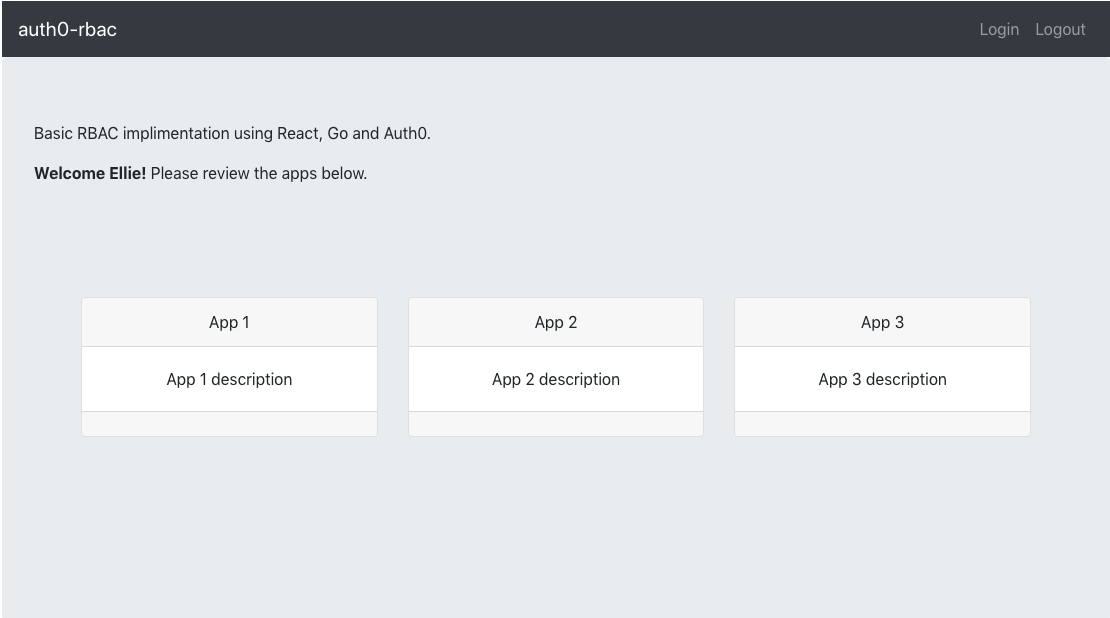 auth0-rbac
Login Logout
Basic RBAC implimentation using React, Go and Auth0.
Welcome Ellie! Please review the apps below.
App 1
App 2
App 3
App 1 description
App 2 description
App 3 description